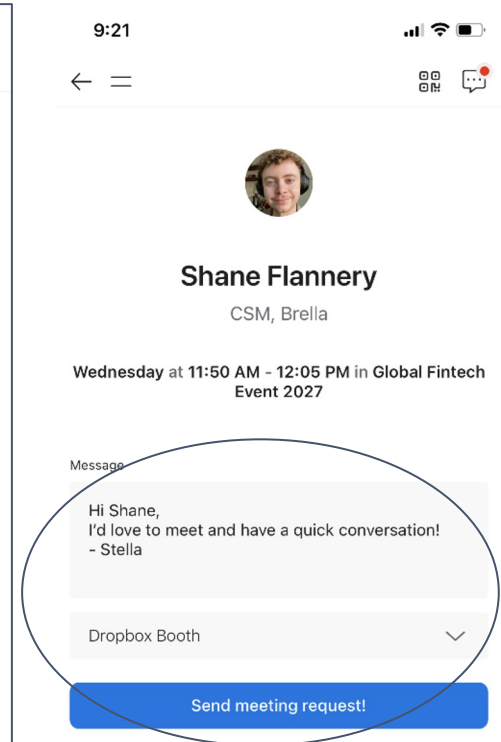 9:21
Shane Flannery
CSM, Brella
Wednesday at 11:50 AM - 12:05 PM in Global Fintech
Event 2027
Message
Hi Shane,
I'd love to meet and have a quick conversation!
- Stella
Dropbox Booth
Send meeting request!